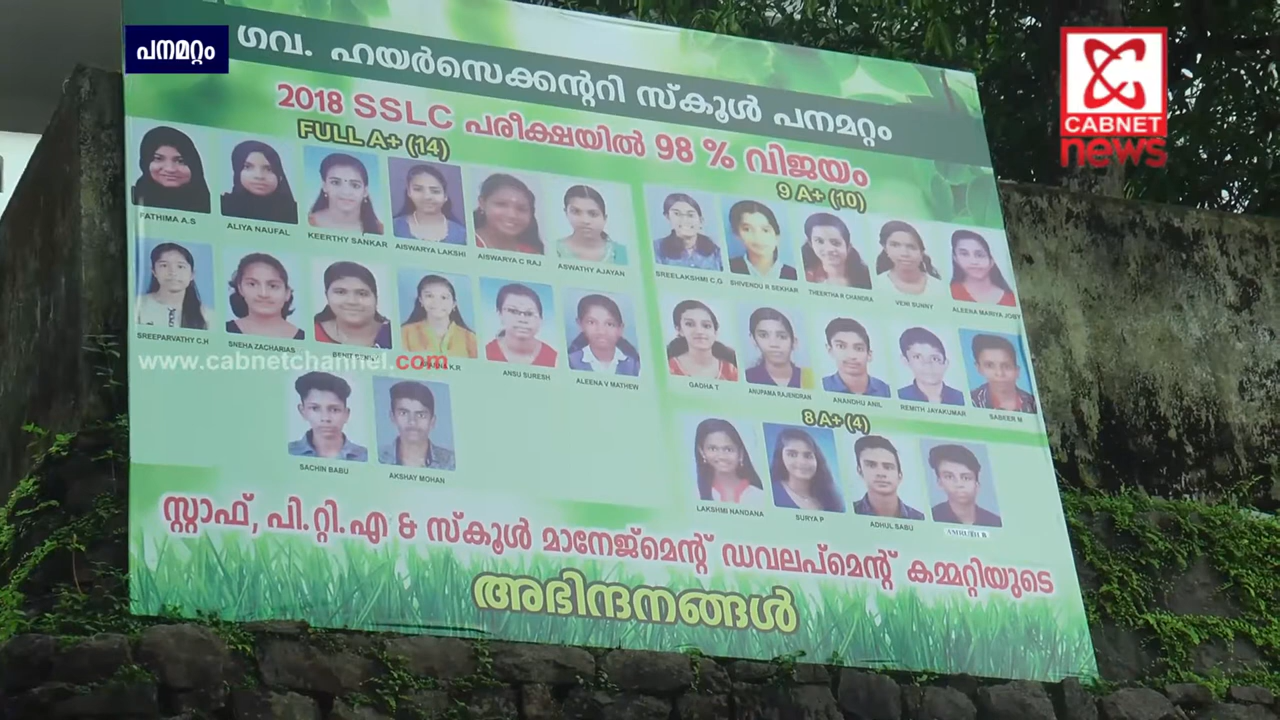 പനമറ്റം
ഗവ. ഹയർസെക്കന്ററി സ്കൂൾ പനമറ്റം
2018 SSLC പരീക്ഷയിൽ 98 % വിജയം
FULL A+ (14)
FATHIMA A.S ALIYA NAUFAL KEERTHY SANKAR AISWARYA LAKSHI AISWARYA C RAJ ASWATHY AJAYAN
SREEPARVATHY C.H SNEHA ZACHARIAS K.R ANSU SURESH ALEENA V MATHEW
SACHIN BABU AKSHAY MOHAN
9 A+ (10)
SREELAKSHMI C.G SHIVENDU R SEKHAR THEERTHA R CHANDRA VENI SUNNY ALEENA MARIYA JOBY
GADHA T ANUPAMA RAJENDRAN ANANDHU ANIL REMITH JAYAKUMAR SABEER M
8 A+ (4)
LAKSHMI NANDANA SURYA P ADHUL SABU
സ്റ്റാഫ്, പി.റ്റി.എ & സ്കൂൾ മാനേജ്മെന്റ് ഡവലപ്മെന്റ് കമ്മറ്റിയുടെ
അഭിന്ദനങ്ങൾ
www.cabnetchannel.com
CABNET
news